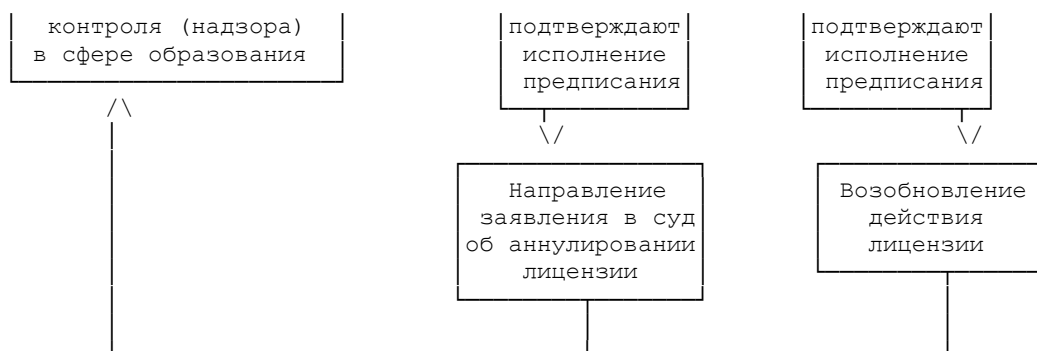 контроля (надзора)
в сфере образования
подтверждают
исполнение
предписания
подтверждают
исполнение
предписания
Направление
заявления в суд
об аннулировании
лицензии
Возобновление
действия
лицензии